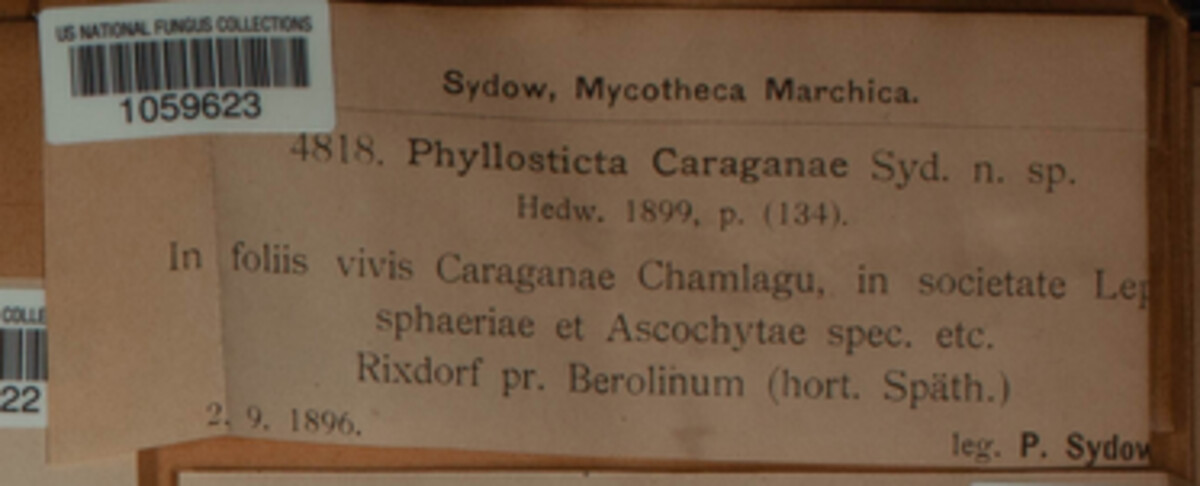 US NATIONAL FUNGUS COLLECTIONS
1059623
Sydow, Mycotheca Marchica.
4818. Phyllosticta Caraganae Syd. n. sp.
Hedw. 1899, p. (134).
In foliis vivis Caraganae Chamlagu, in societate Lep
sphaeriae et Ascochytae spec. etc.
Rixdorf pr. Berolinum (hort. Späth.)
2. 9. 1896.
leg. P. Sydow
COLLE
22